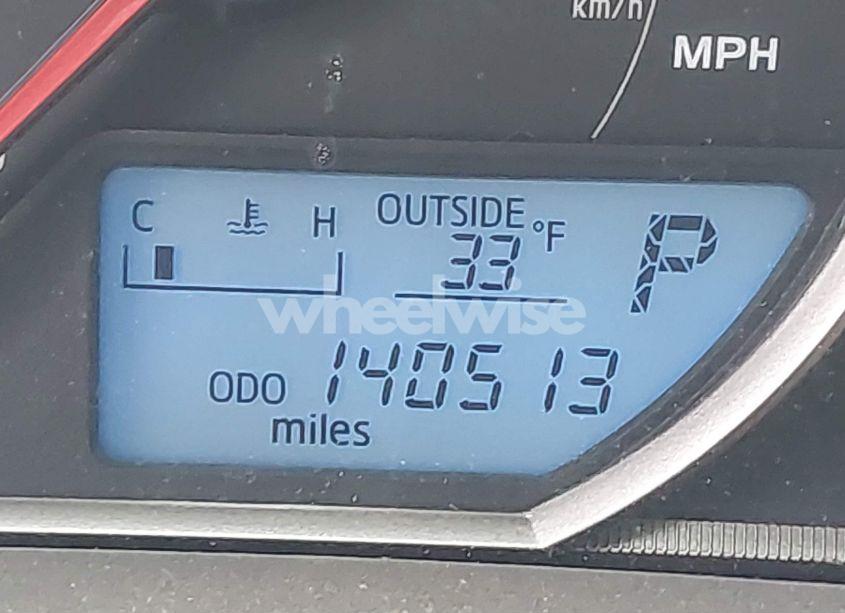 km/h
MPH
C H OUTSIDE
33 °F P
wheelwise
ODO 140513
miles